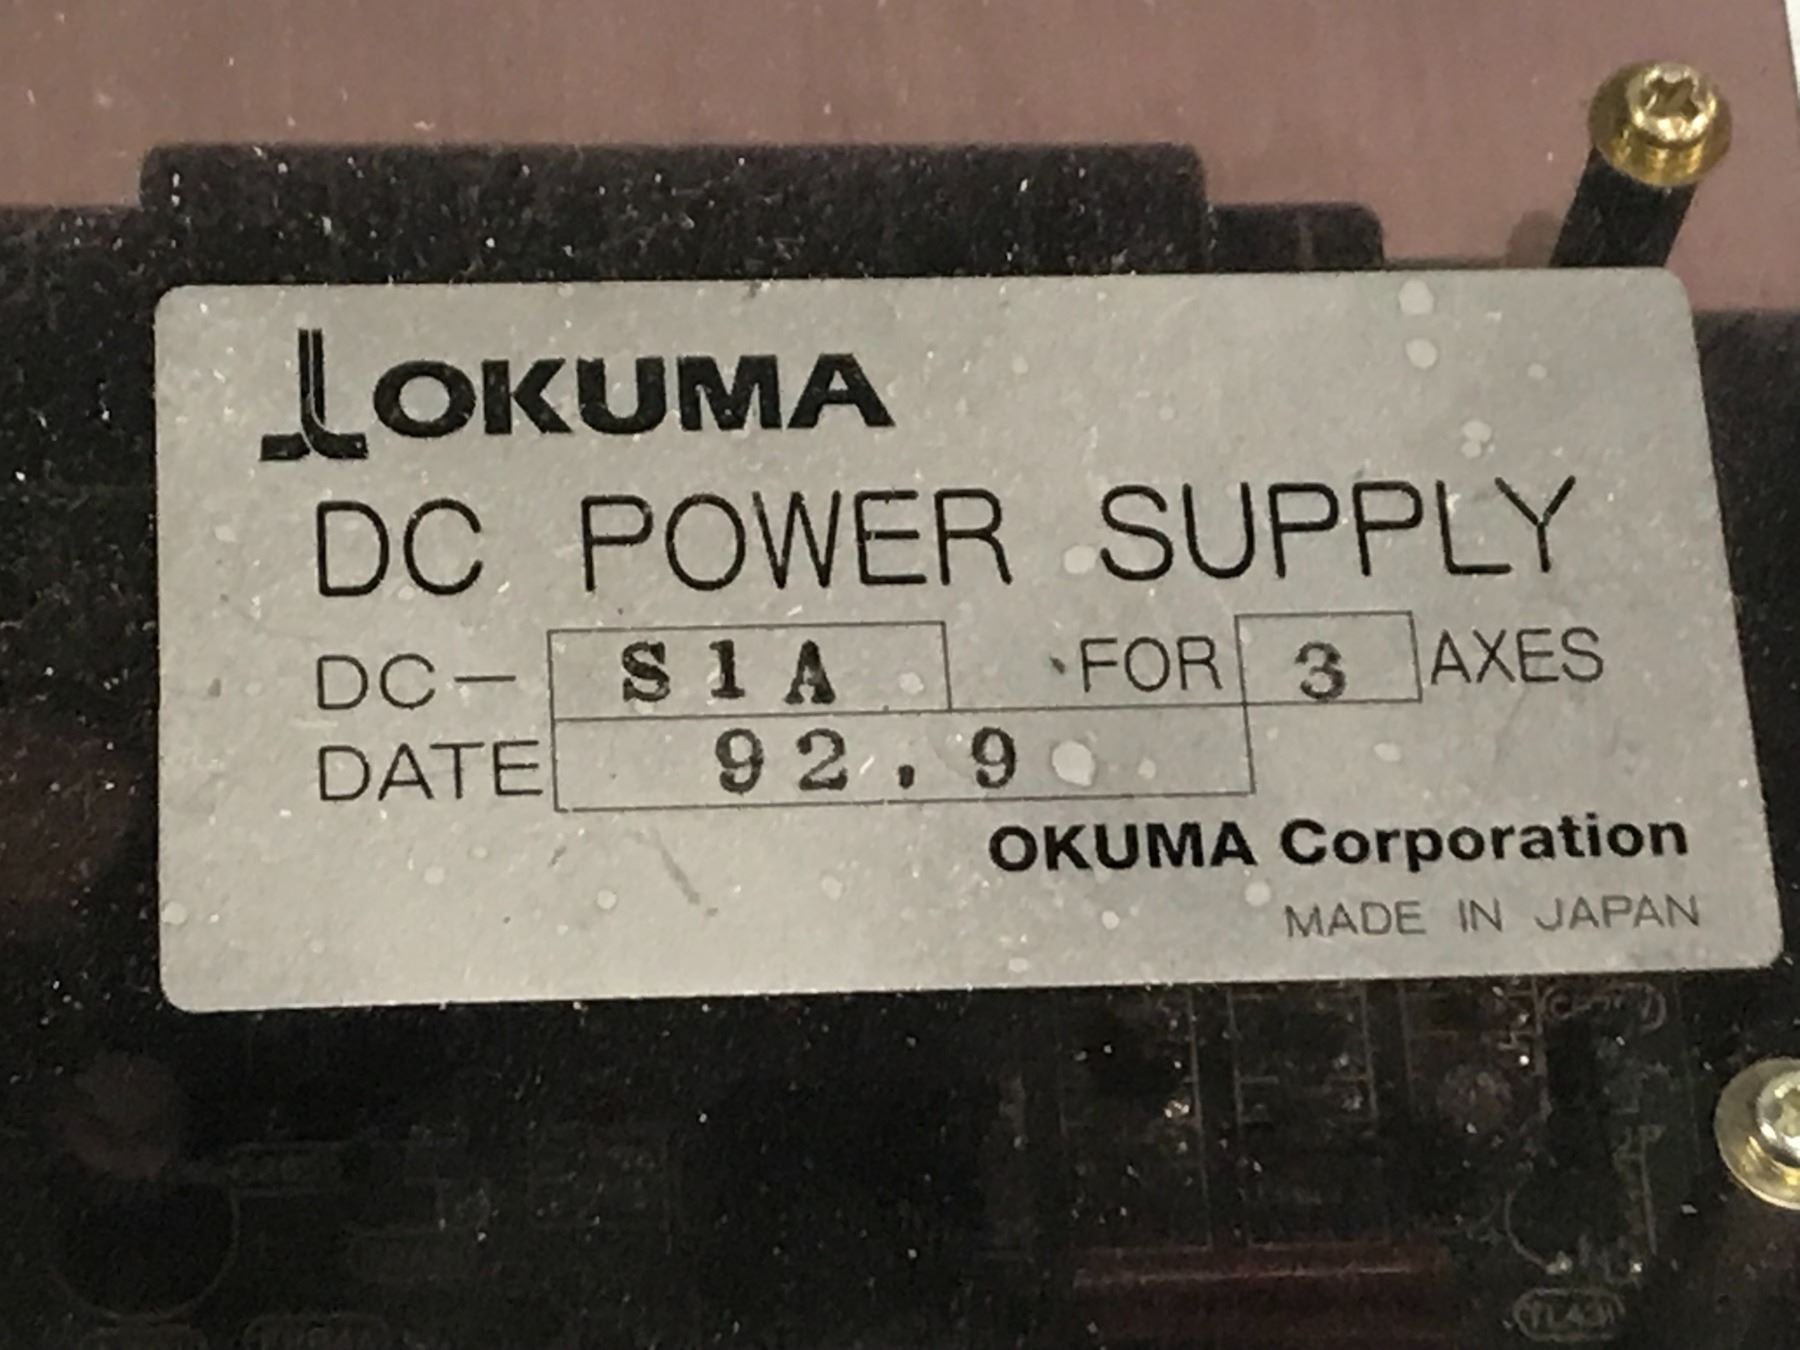 OKUMA
DC POWER SUPPLY
DC- S1A FOR 3 AXES
DATE 92.9
OKUMA Corporation
MADE IN JAPAN